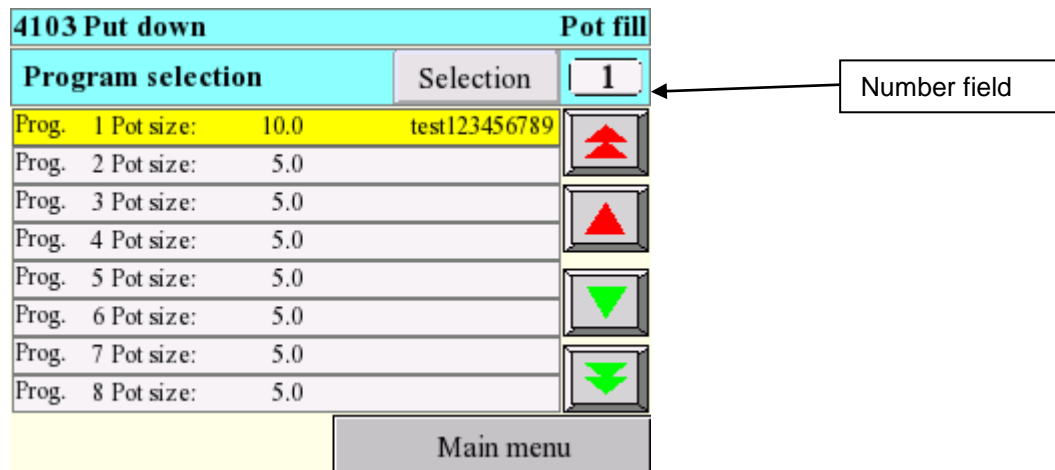 4103 Put down Pot fill
Program selection Selection 1
Number field
Prog. 1 Pot size: 10.0 test123456789
Prog. 2 Pot size: 5.0
Prog. 3 Pot size: 5.0
Prog. 4 Pot size: 5.0
Prog. 5 Pot size: 5.0
Prog. 6 Pot size: 5.0
Prog. 7 Pot size: 5.0
Prog. 8 Pot size: 5.0
Main menu